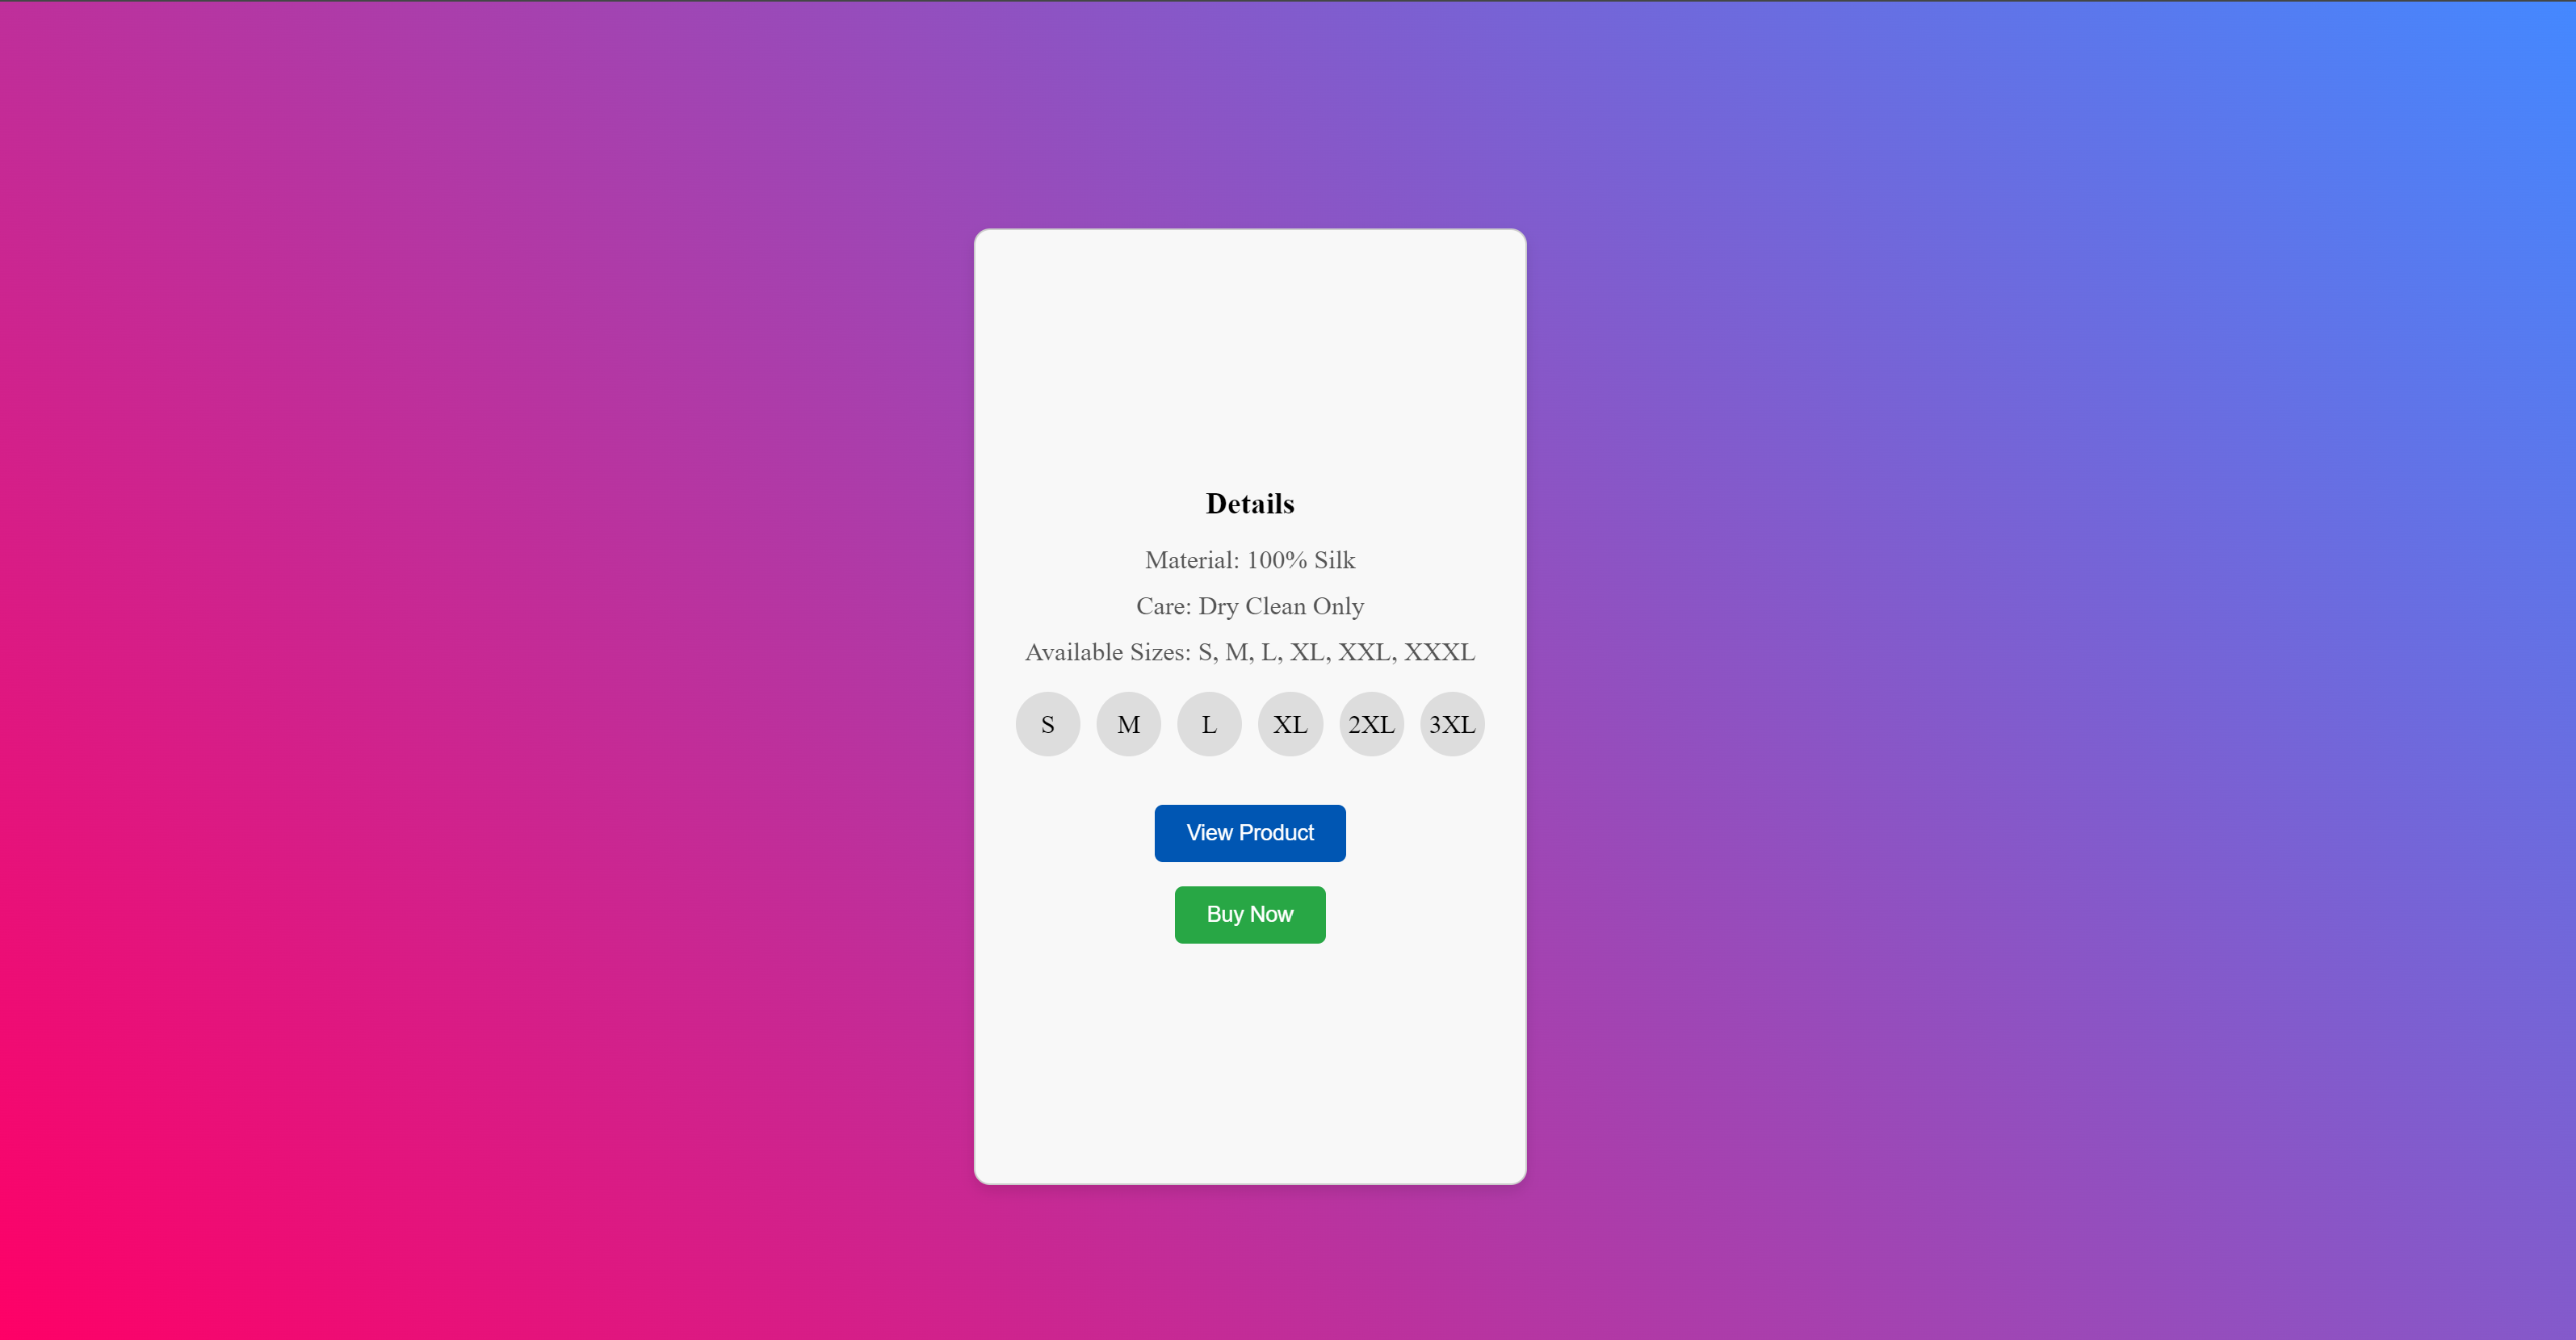 Details
Material: 100% Silk
Care: Dry Clean Only
Available Sizes: S, M, L, XL, XXL, XXXL
S M L XL 2XL 3XL
View Product
Buy Now